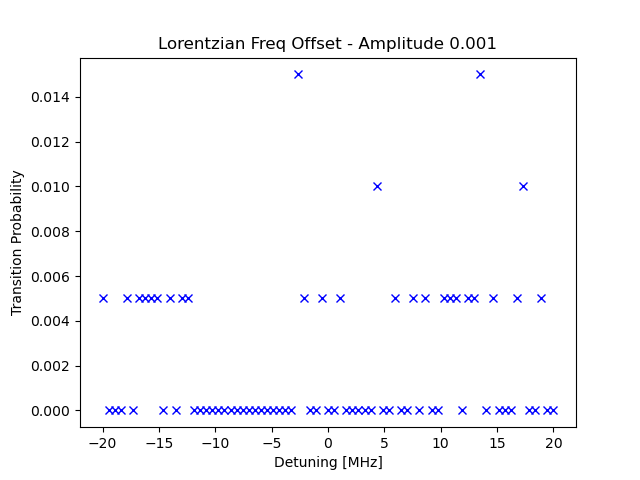 Lorentzian Freq Offset - Amplitude 0.001
Transition Probability
0.014
0.012
0.010
0.008
0.006
0.004
0.002
0.000
−20 −15 −10 −5 0 5 10 15 20
Detuning [MHz]